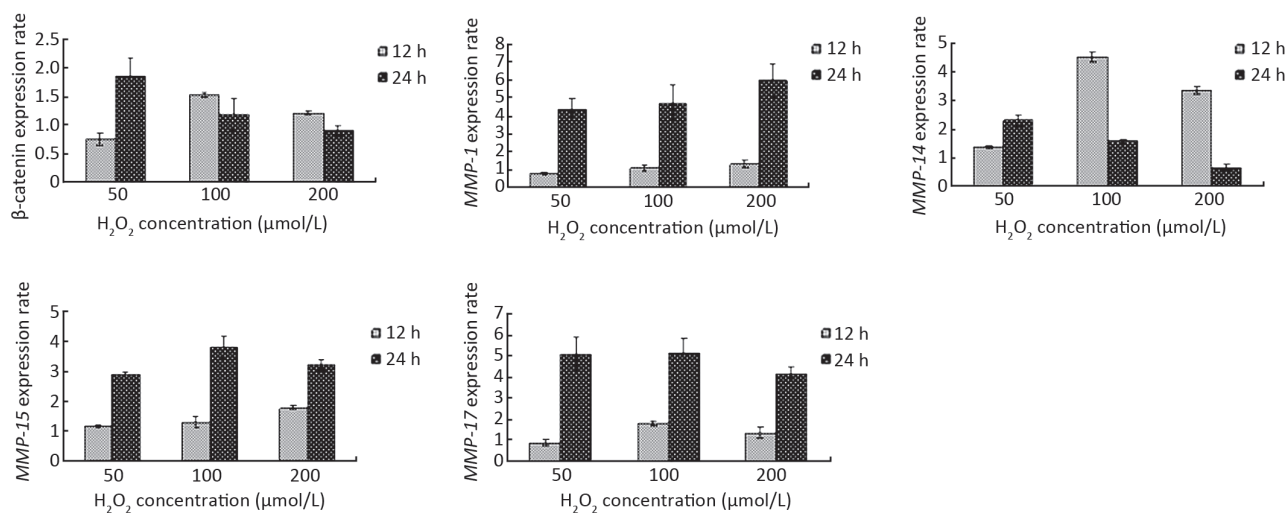 β-catenin expression rate
2.5
2.0
1.5
1.0
0.5
0
50 100 200
H₂O₂ concentration (μmol/L)
12 h
24 h
MMP-1 expression rate
8
7
6
5
4
3
2
1
0
50 100 200
H₂O₂ concentration (μmol/L)
12 h
24 h
MMP-14 expression rate
5
4
3
2
1
0
50 100 200
H₂O₂ concentration (μmol/L)
12 h
24 h
MMP-15 expression rate
5
4
3
2
1
0
50 100 200
H₂O₂ concentration (μmol/L)
12 h
24 h
MMP-17 expression rate
7
6
5
4
3
2
1
0
50 100 200
H₂O₂ concentration (μmol/L)
12 h
24 h